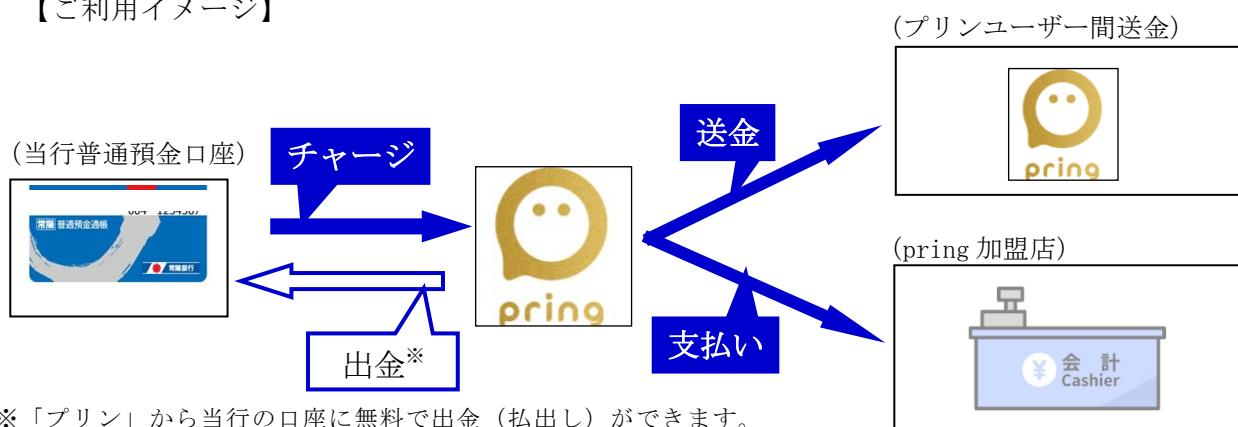 【ご利用イメージ】
(プリンユーザー間送金)
pring
(当行普通預金口座)
チャージ
送金
常陽 普通預金通帳
常陽銀行
pring
出金※
支払い
(pring 加盟店)
¥ 会 計
Cashier
※「プリン」から当行の口座に無料で出金（払出し）ができます。